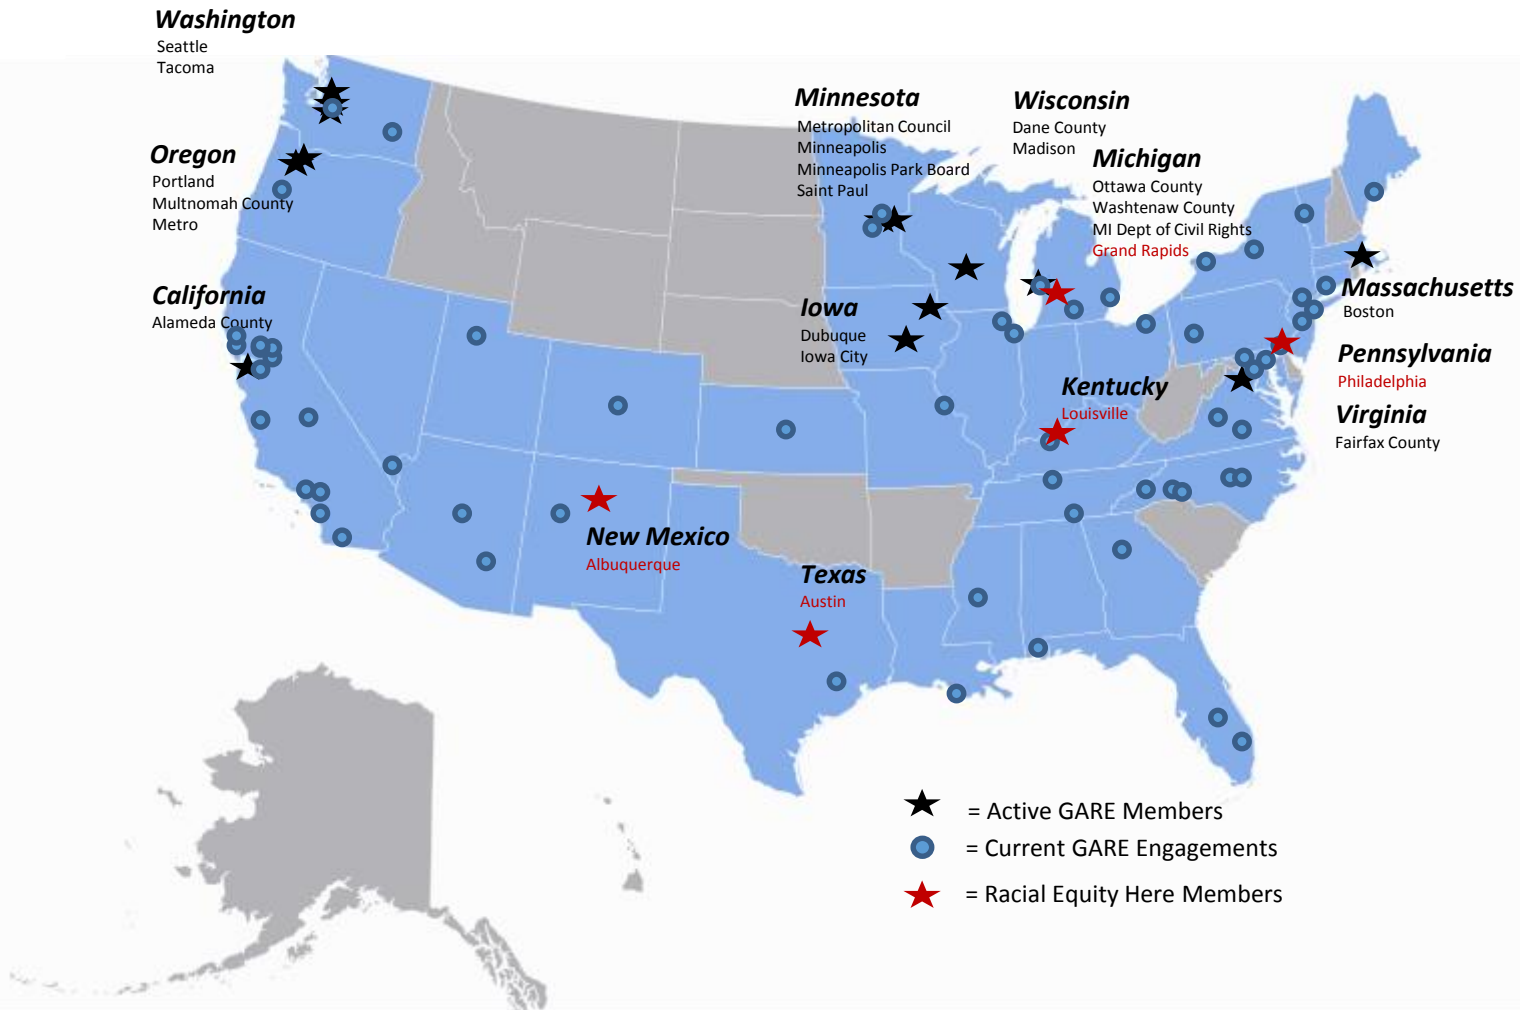 Washington
Seattle
Tacoma
Oregon
Portland
Multnomah County
Metro
California
Alameda County
Minnesota
Metropolitan Council
Minneapolis
Minneapolis Park Board
Saint Paul
Wisconsin
Dane County
Madison
Michigan
Ottawa County
Washtenaw County
MI Dept of Civil Rights
Grand Rapids
Iowa
Dubuque
Iowa City
Massachusetts
Boston
Pennsylvania
Philadelphia
Kentucky
Louisville
Virginia
Fairfax County
New Mexico
Albuquerque
Texas
Austin
= Active GARE Members
= Current GARE Engagements
= Racial Equity Here Members